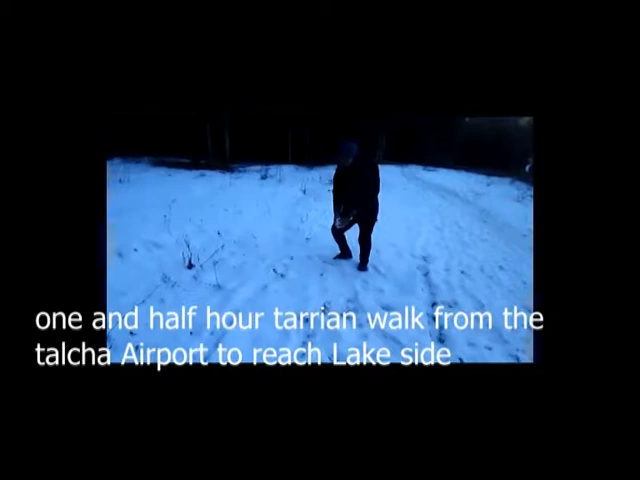 one and half hour tarrian walk from the
talcha Airport to reach Lake side